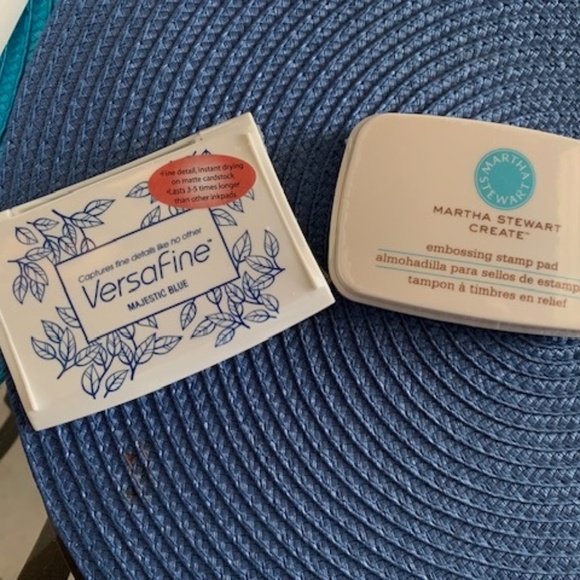 •Fine detail, instant drying
on matte cardstock
•Lasts 3-5 times longer
than other inkpads
Captures fine details like no other
VersaFine™
MAJESTIC BLUE
MARTHA
STEWART
MARTHA STEWART
CREATE™
embossing stamp pad
almohadilla para sellos de estamp
tampon à timbres en relief